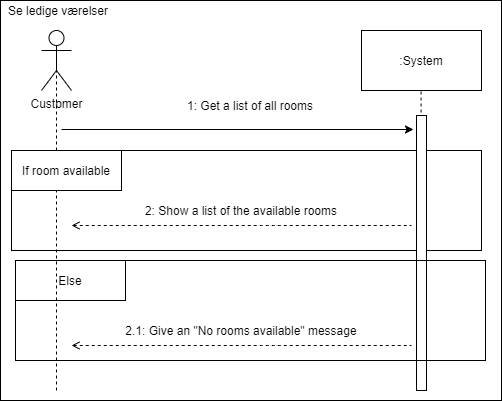 Se ledige værelser
:System
Custbmer
1: Get a list of all rooms
If room available
2: Show a list of the available rooms
Else
2.1: Give an "No rooms available" message